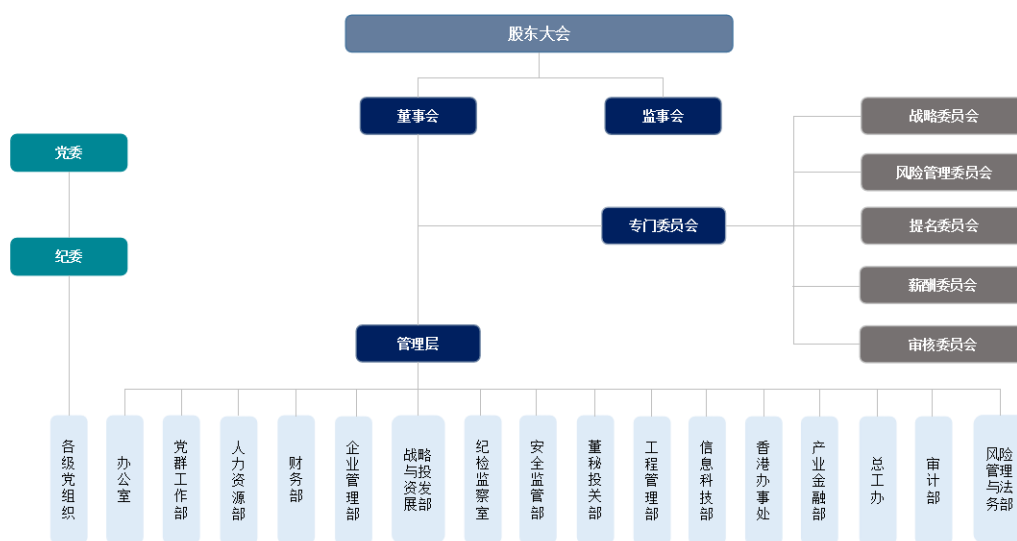 股东大会
董事会
监事会
战略委员会
党委
风险管理委员会
专门委员会
提名委员会
纪委
薪酬委员会
管理层
审核委员会
各级党组织
办公室
党群工作部
人力资源部
财务部
企业管理部
战略
与投
资发
展部
纪检监察室
安全监管部
董秘投关部
工程管理部
信息科技部
香港办事处
产业金融部
总工办
审计部
风险
管理
与法
务部